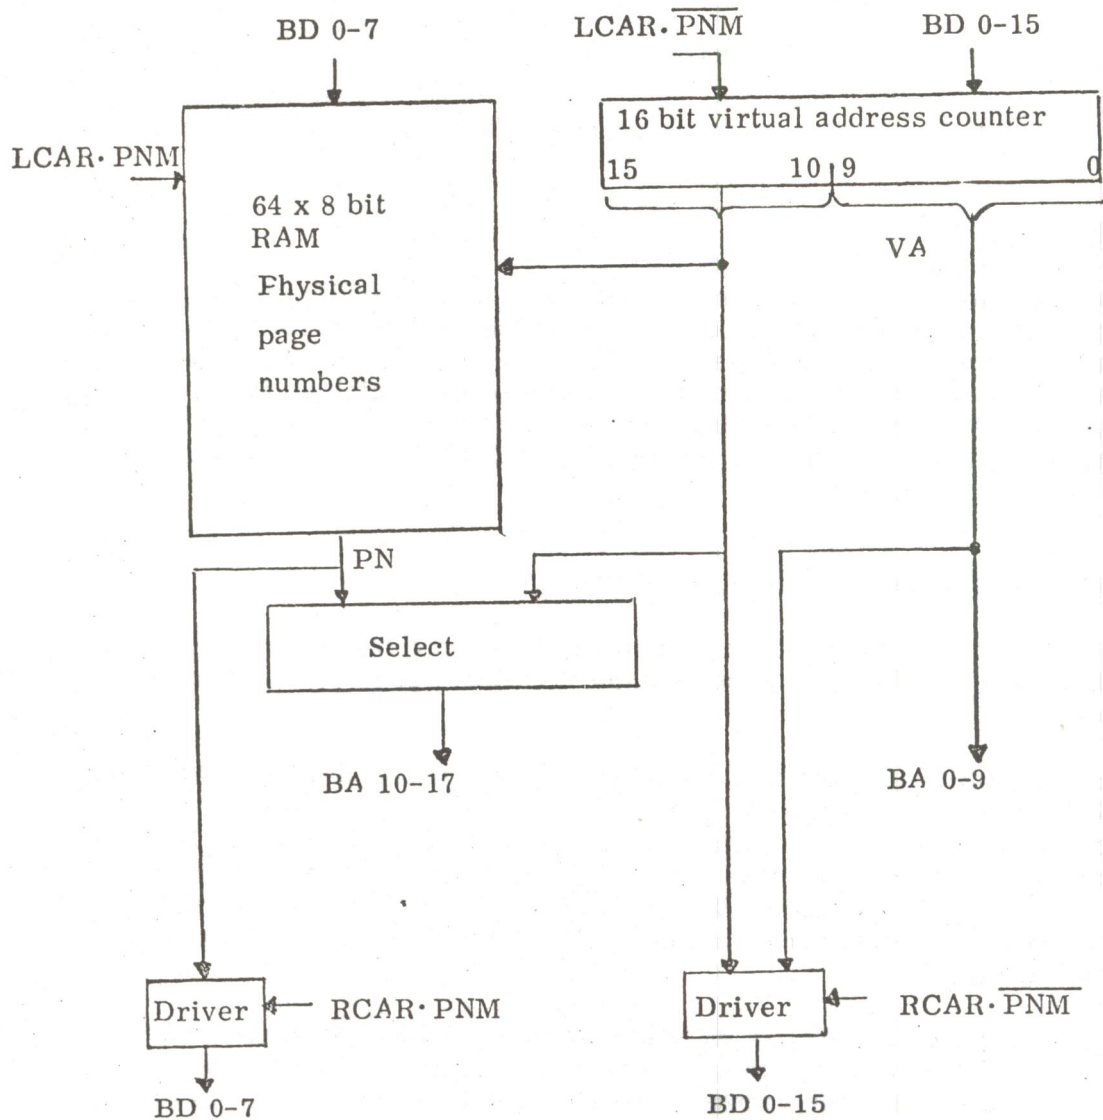 BD 0-7
LCAR·P̅N̅M̅
BD 0-15
LCAR·PNM
16 bit virtual address counter
15
10
9
0
64 x 8 bit
RAM
Physical
page
numbers
VA
PN
Select
BA 10-17
BA 0-9
Driver
RCAR·PNM
Driver
RCAR·P̅N̅M̅
BD 0-7
BD 0-15